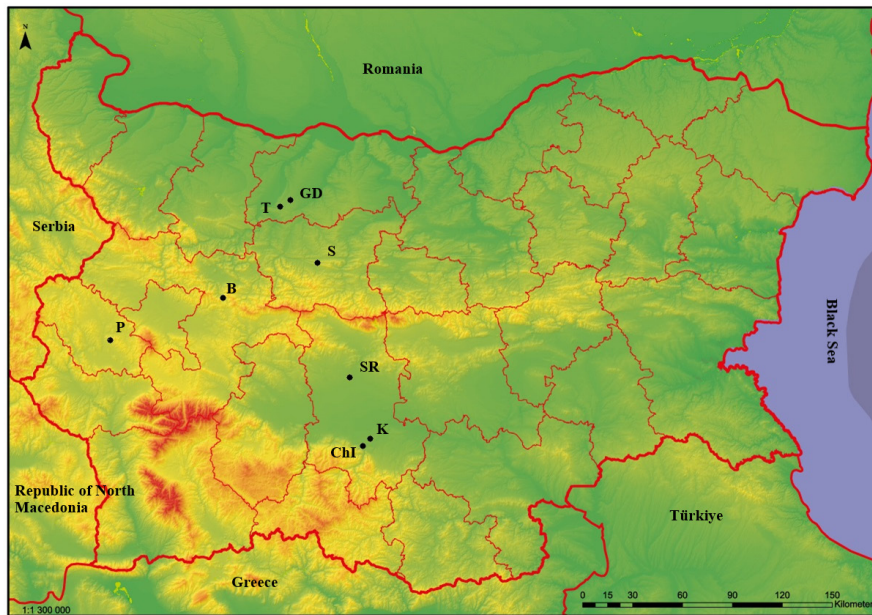 N
Romania
Serbia
GD
T
S
B
P
Black Sea
SR
K
ChI
Republic of North
Macedonia
Türkiye
Greece
1:1 300 000
0 15 30 60 90 120 150
Kilometers